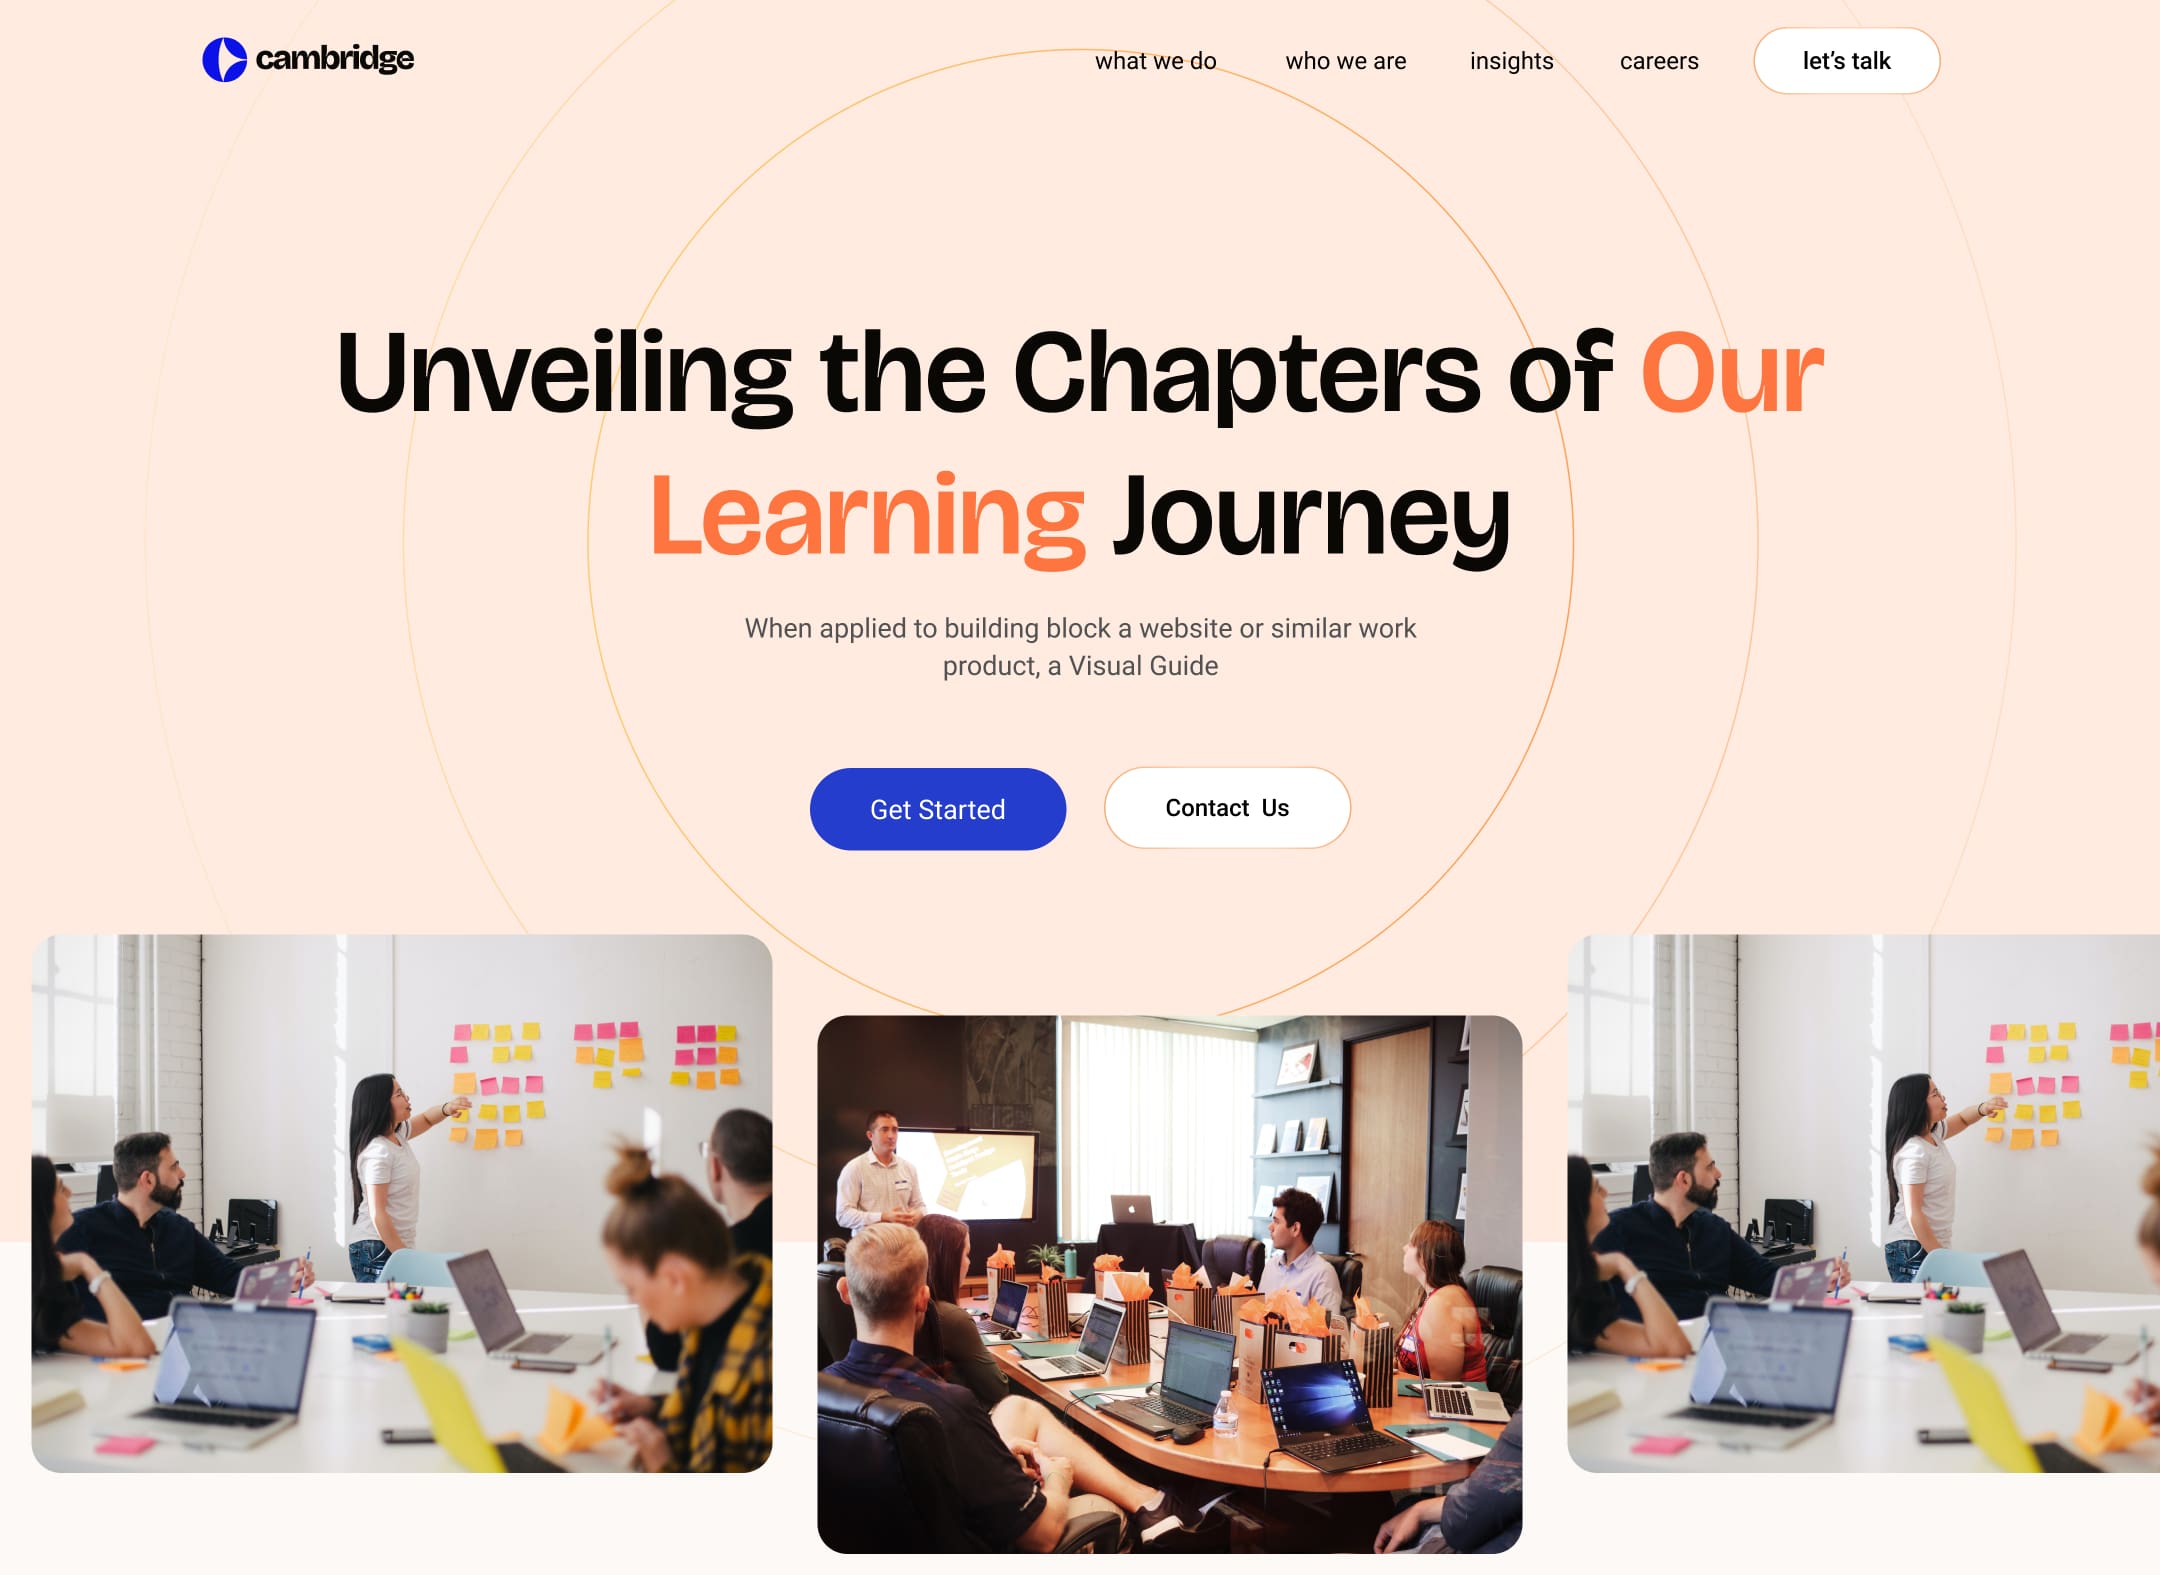 cambridge
what we do
who we are
insights
careers
let’s talk
Unveiling the Chapters of Our
Learning Journey
When applied to building block a website or similar work
product, a Visual Guide
Get Started
Contact  Us